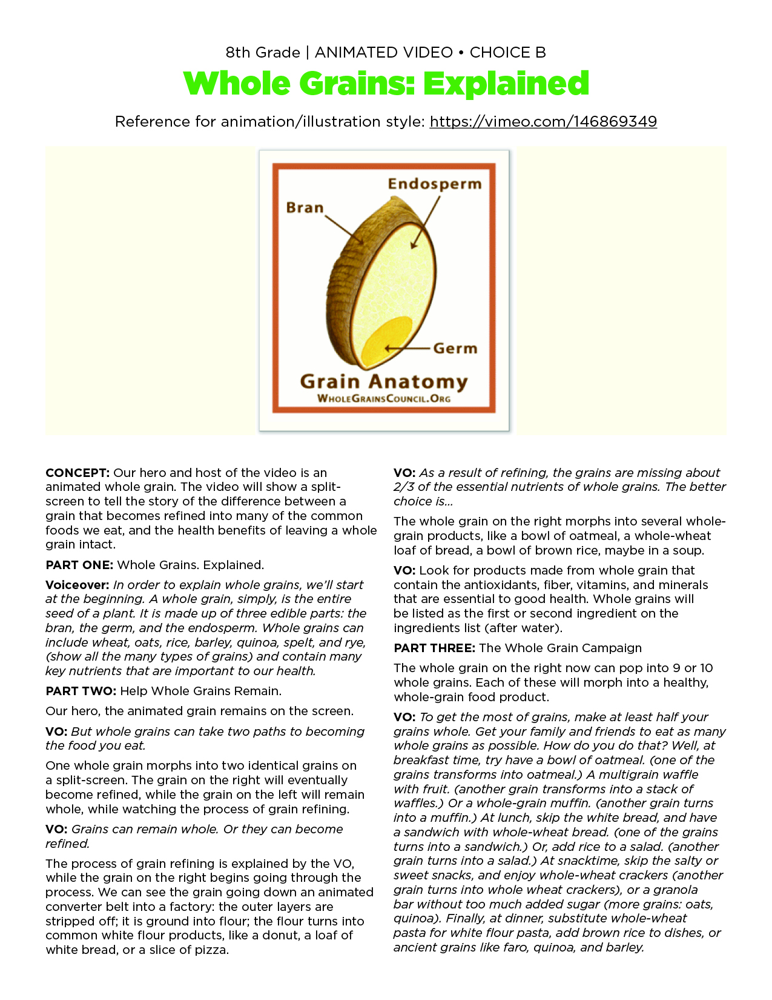 8th Grade | ANIMATED VIDEO • CHOICE B
Whole Grains: Explained
Reference for animation/illustration style: https://vimeo.com/146869349
Endosperm
Bran
Germ
Grain Anatomy
WHOLEGRAINSCOUNCIL.ORG
CONCEPT: Our hero and host of the video is an
animated whole grain. The video will show a split-
screen to tell the story of the difference between a
grain that becomes refined into many of the common
foods we eat, and the health benefits of leaving a whole
grain intact.
PART ONE: Whole Grains. Explained.
Voiceover: In order to explain whole grains, we’ll start
at the beginning. A whole grain, simply, is the entire
seed of a plant. It is made up of three edible parts: the
bran, the germ, and the endosperm. Whole grains can
include wheat, oats, rice, barley, quinoa, spelt, and rye,
(show all the many types of grains) and contain many
key nutrients that are important to our health.
PART TWO: Help Whole Grains Remain.
Our hero, the animated grain remains on the screen.
VO: But whole grains can take two paths to becoming
the food you eat.
One whole grain morphs into two identical grains on
a split-screen. The grain on the right will eventually
become refined, while the grain on the left will remain
whole, while watching the process of grain refining.
VO: Grains can remain whole. Or they can become
refined.
The process of grain refining is explained by the VO,
while the grain on the right begins going through the
process. We can see the grain going down an animated
converter belt into a factory: the outer layers are
stripped off; it is ground into flour; the flour turns into
common white flour products, like a donut, a loaf of
white bread, or a slice of pizza.
VO: As a result of refining, the grains are missing about
2/3 of the essential nutrients of whole grains. The better
choice is...
The whole grain on the right morphs into several whole-
grain products, like a bowl of oatmeal, a whole-wheat
loaf of bread, a bowl of brown rice, maybe in a soup.
VO: Look for products made from whole grain that
contain the antioxidants, fiber, vitamins, and minerals
that are essential to good health. Whole grains will
be listed as the first or second ingredient on the
ingredients list (after water).
PART THREE: The Whole Grain Campaign
The whole grain on the right now can pop into 9 or 10
whole grains. Each of these will morph into a healthy,
whole-grain food product.
VO: To get the most of grains, make at least half your
grains whole. Get your family and friends to eat as many
whole grains as possible. How do you do that? Well, at
breakfast time, try have a bowl of oatmeal. (one of the
grains transforms into oatmeal.) A multigrain waffle
with fruit. (another grain transforms into a stack of
waffles.) Or a whole-grain muffin. (another grain turns
into a muffin.) At lunch, skip the white bread, and have
a sandwich with whole-wheat bread. (one of the grains
turns into a sandwich.) Or, add rice to a salad. (another
grain turns into a salad.) At snacktime, skip the salty or
sweet snacks, and enjoy whole-wheat crackers (another
grain turns into whole wheat crackers), or a granola
bar without too much added sugar (more grains: oats,
quinoa). Finally, at dinner, substitute whole-wheat
pasta for white flour pasta, add brown rice to dishes, or
ancient grains like faro, quinoa, and barley.